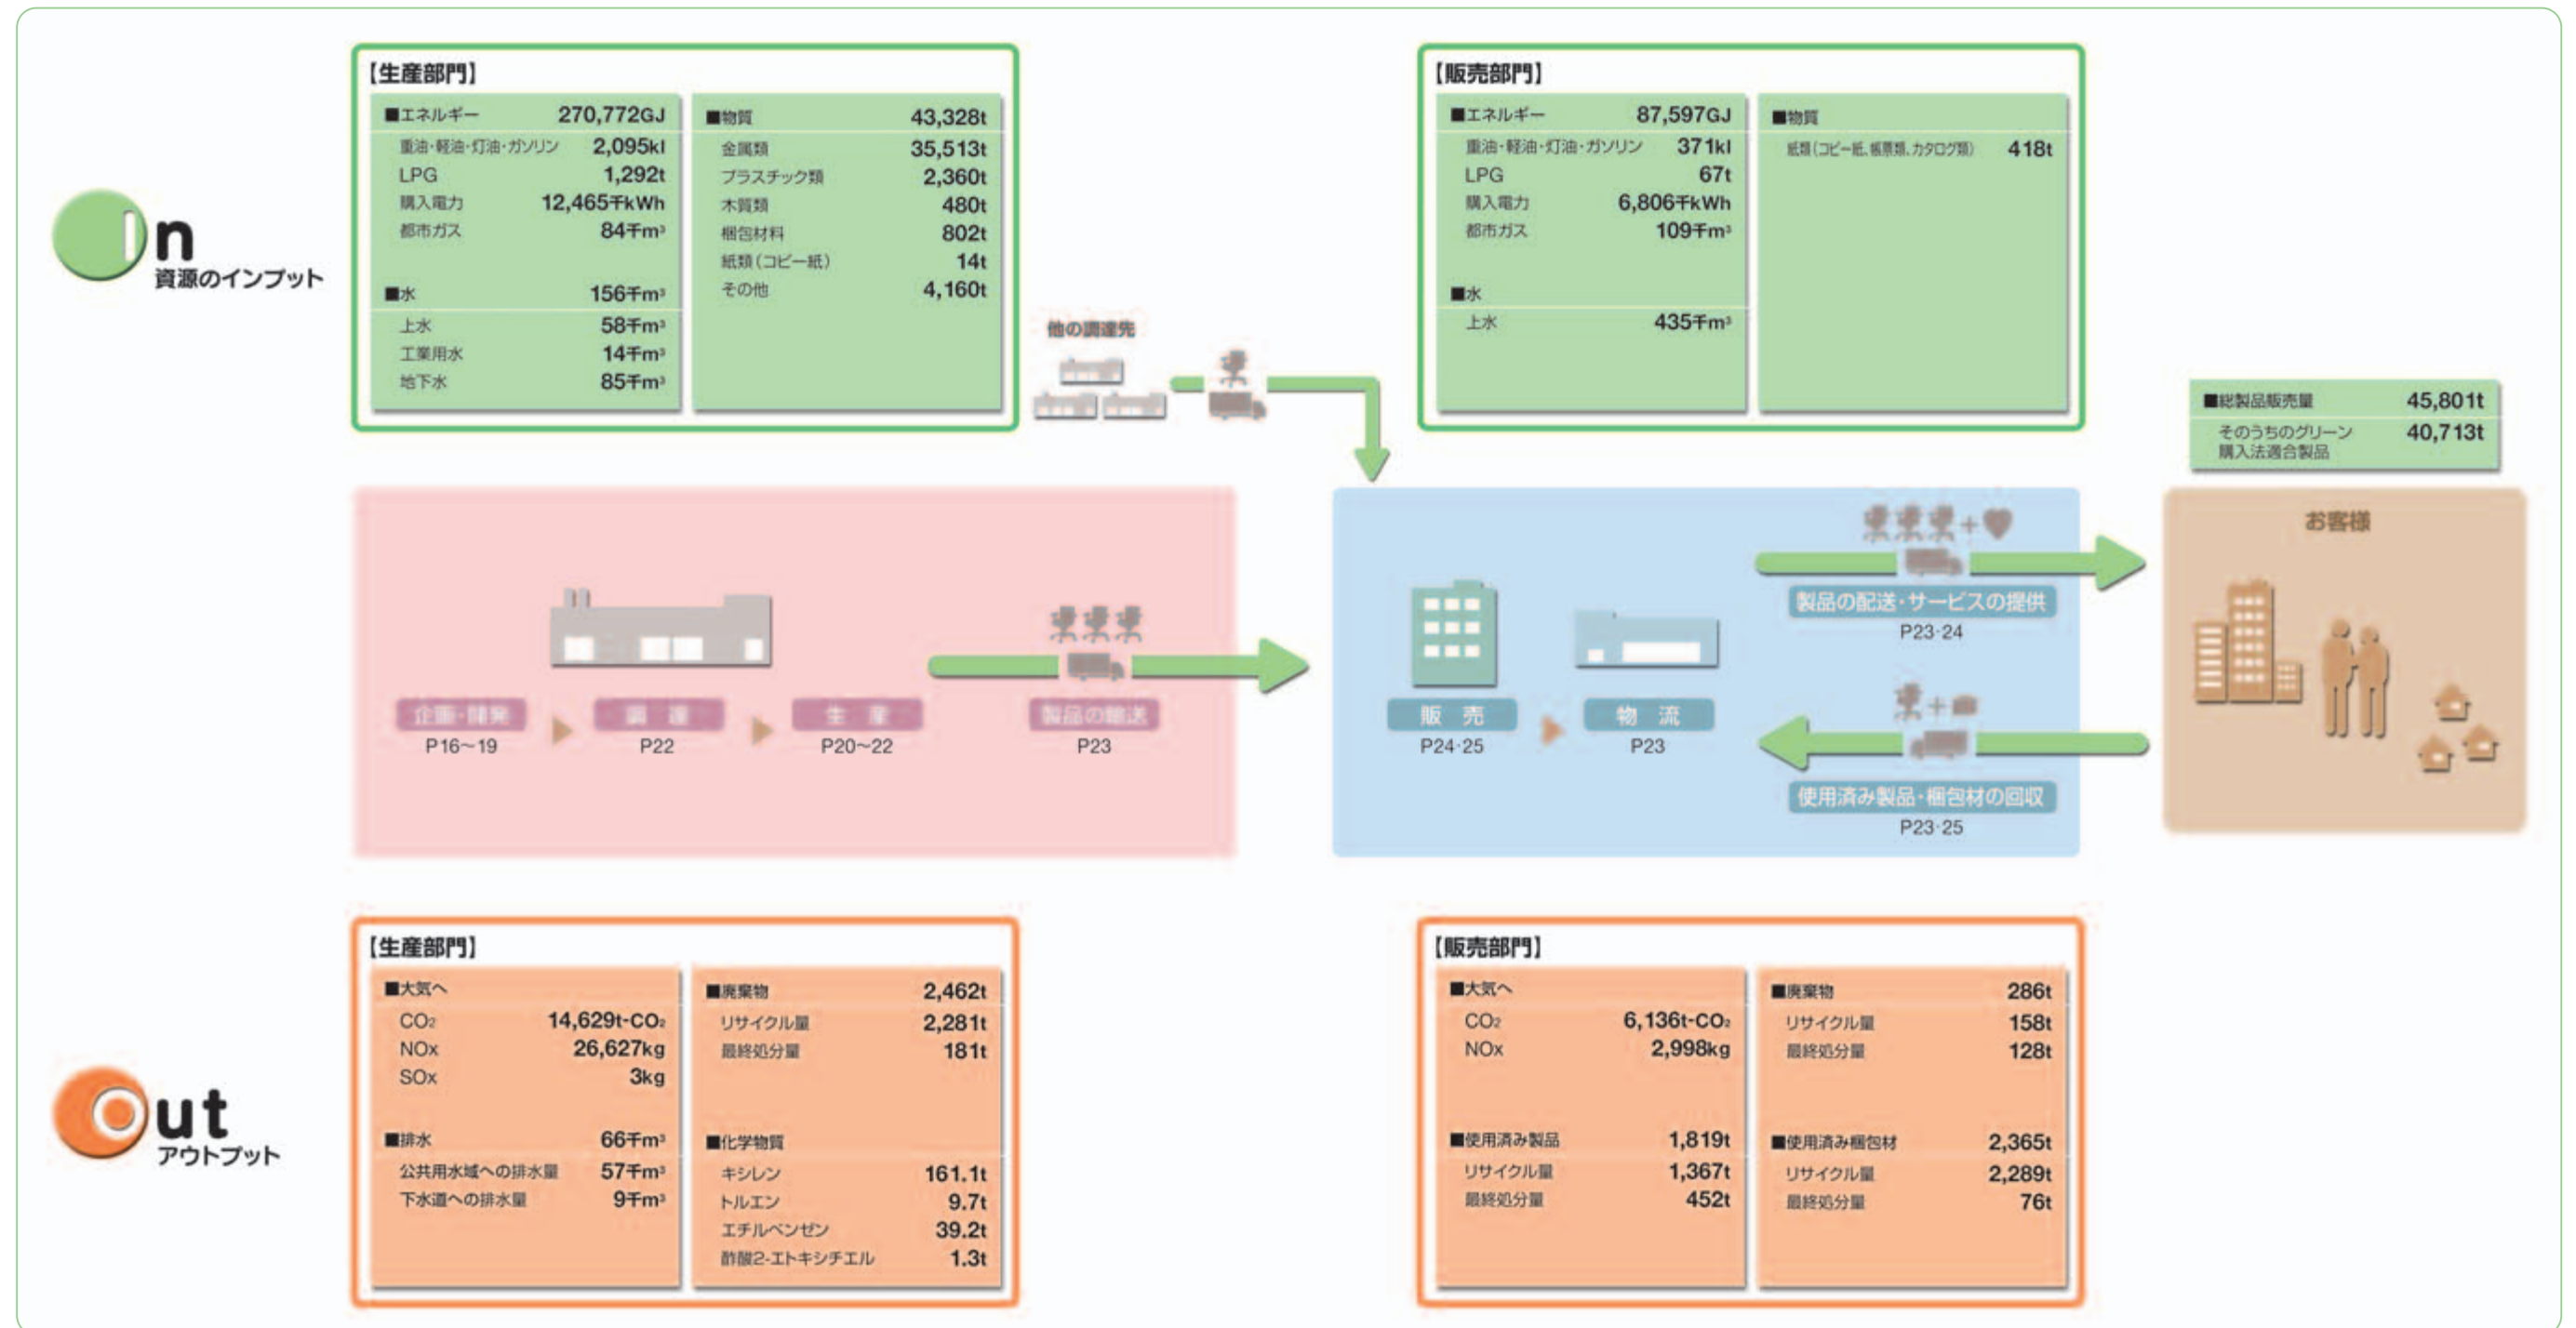 In
資源のインプット
【生産部門】
■エネルギー 270,772GJ
重油・軽油・灯油・ガソリン 2,095kl
LPG 1,292t
購入電力 12,465千kWh
都市ガス 84千m³
■水 156千m³
上水 58千m³
工業用水 14千m³
地下水 85千m³
■物質 43,328t
金属類 35,513t
プラスチック類 2,360t
木質類 480t
梱包材料 802t
紙類(コピー紙) 14t
その他 4,160t
他の調達先
【販売部門】
■エネルギー 87,597GJ
重油・軽油・灯油・ガソリン 371kl
LPG 67t
購入電力 6,806千kWh
都市ガス 109千m³
■水
上水 435千m³
■物質
紙類(コピー紙、帳票類、カタログ類) 418t
■総製品販売量 45,801t
そのうちのグリーン 40,713t
購入法適合製品
企画・開発
P16～19
調 達
P22
生 産
P20～22
製品の輸送
P23
販 売
P24・25
物 流
P23
製品の配送・サービスの提供
P23・24
使用済み製品・梱包材の回収
P23・25
お客様
Out
アウトプット
【生産部門】
■大気へ
CO₂ 14,629t-CO₂
NOx 26,627kg
SOx 3kg
■排水 66千m³
公共用水域への排水量 57千m³
下水道への排水量 9千m³
■廃棄物 2,462t
リサイクル量 2,281t
最終処分量 181t
■化学物質
キシレン 161.1t
トルエン 9.7t
エチルベンゼン 39.2t
酢酸2-エトキシチエル 1.3t
【販売部門】
■大気へ
CO₂ 6,136t-CO₂
NOx 2,998kg
■使用済み製品 1,819t
リサイクル量 1,367t
最終処分量 452t
■廃棄物 286t
リサイクル量 158t
最終処分量 128t
■使用済み梱包材 2,365t
リサイクル量 2,289t
最終処分量 76t